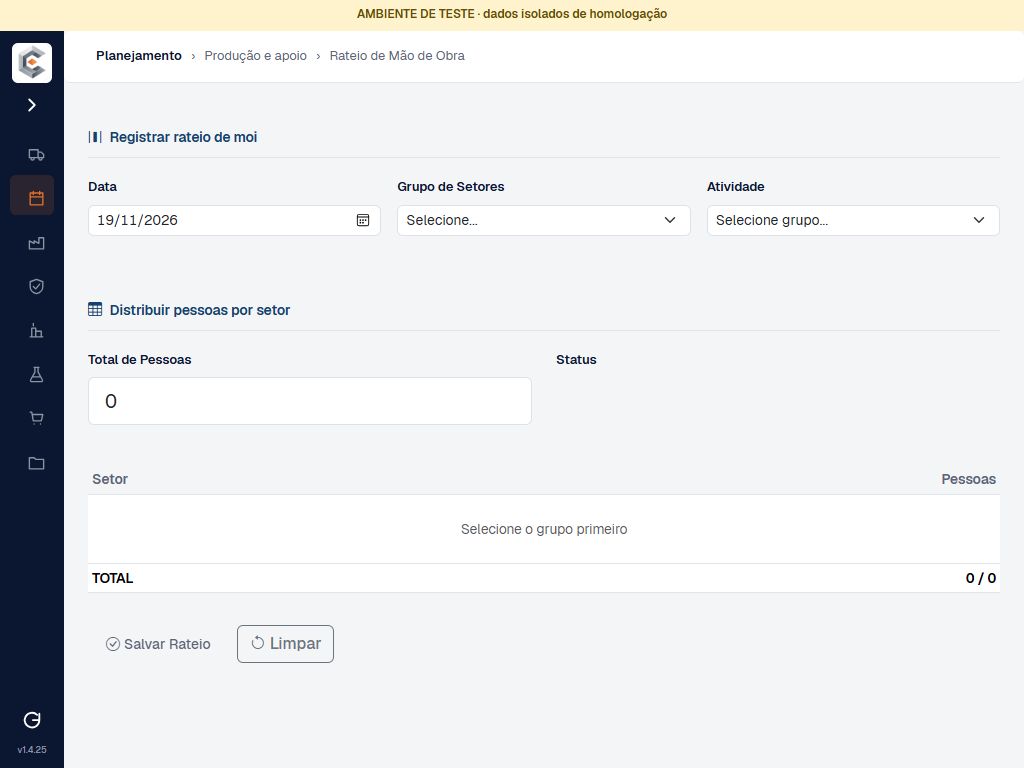 AMBIENTE DE TESTE · dados isolados de homologação
Planejamento › Produção e apoio › Rateio de Mão de Obra
Registrar rateio de moi
Data
Grupo de Setores
Atividade
19/11/2026
Selecione...
Selecione grupo...
Distribuir pessoas por setor
Total de Pessoas
Status
0
Setor
Pessoas
Selecione o grupo primeiro
TOTAL
0 / 0
Salvar Rateio
Limpar
v1.4.25